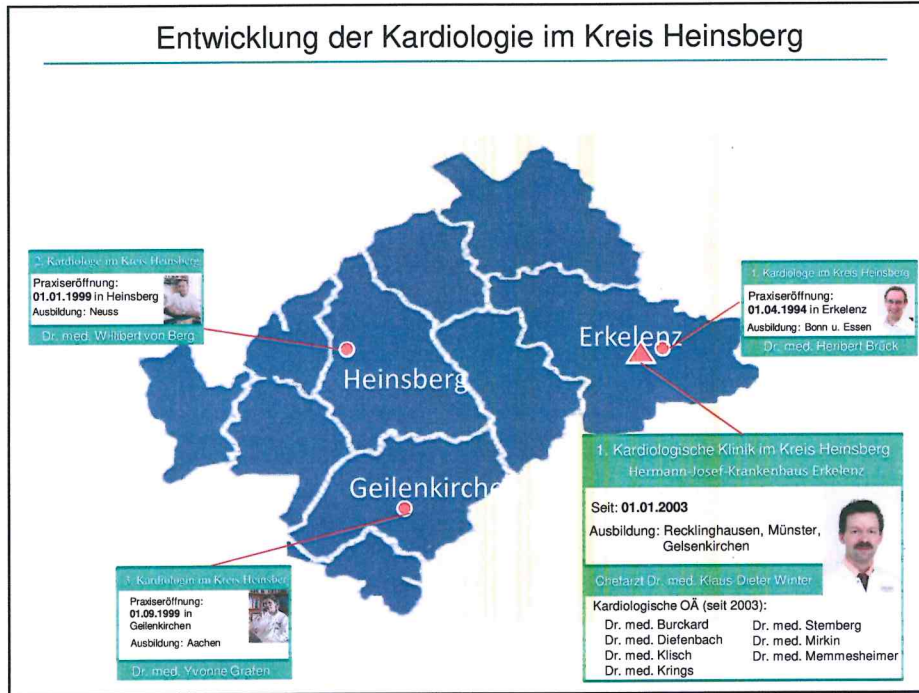 Entwicklung der Kardiologie im Kreis Heinsberg
2. Kardiologe im Kreis Heinsberg
Praxiseröffnung:
01.01.1999 in Heinsberg
Ausbildung: Neuss
Dr. med. Willibert von Berg
1. Kardiologe im Kreis Heinsberg
Praxiseröffnung:
01.04.1994 in Erkelenz
Ausbildung: Bonn u. Essen
Dr. med. Heribert Brück
Erkelenz
Heinsberg
Geilenkirche
1. Kardiologische Klinik im Kreis Heinsberg
Hermann-Josef-Krankenhaus Erkelenz
Seit: 01.01.2003
Ausbildung: Recklinghausen, Münster,
Gelsenkirchen
Chefarzt Dr. med. Klaus-Dieter Winter
Kardiologische OÄ (seit 2003):
Dr. med. Burckard
Dr. med. Diefenbach
Dr. med. Klisch
Dr. med. Krings
Dr. med. Sternberg
Dr. med. Mirkin
Dr. med. Memmesheimer
3. Kardiologin im Kreis Heinsber
Praxiseröffnung:
01.09.1999 in
Geilenkirchen
Ausbildung: Aachen
Dr. med. Yvonne Grafen